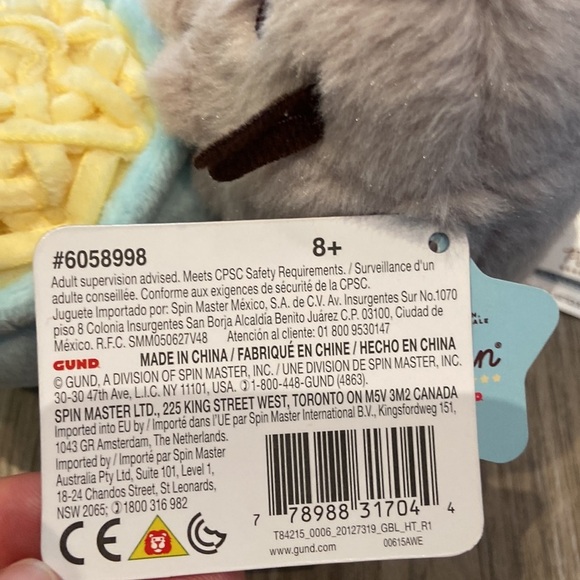 #6058998 8+
Adult supervision advised. Meets CPSC Safety Requirements. / Surveillance d'un
adulte conseillée. Conforme aux exigences de sécurité de la CPSC.
Juguete Importado por: Spin Master México, S.A. de C.V. Av. Insurgentes Sur No.1070
piso 8 Colonia Insurgentes San Borja Alcaldía Benito Juárez C.P. 03100, Ciudad de
México. R.F.C. SMM050627V48 Atención al cliente: 01 800 9530147
GUND MADE IN CHINA / FABRIQUÉ EN CHINE / HECHO EN CHINA
© GUND, A DIVISION OF SPIN MASTER, INC. / UNE DIVISION DE SPIN MASTER, INC.
30-30 47th Ave, L.I.C. NY 11101, USA. 1-800-448-GUND (4863).
SPIN MASTER LTD., 225 KING STREET WEST, TORONTO ON M5V 3M2 CANADA
Imported into EU by / Importé dans l'UE par Spin Master International B.V., Kingsfordweg 151,
1043 GR Amsterdam, The Netherlands.
Imported by / Importé par Spin Master
Australia Pty Ltd, Suite 101, Level 1,
18-24 Chandos Street, St Leonards,
NSW 2065; 1800 316 982
CE
7 78988 31704 4
T84215_0006_20127319_GBL_HT_R1
www.gund.com 00615AWE